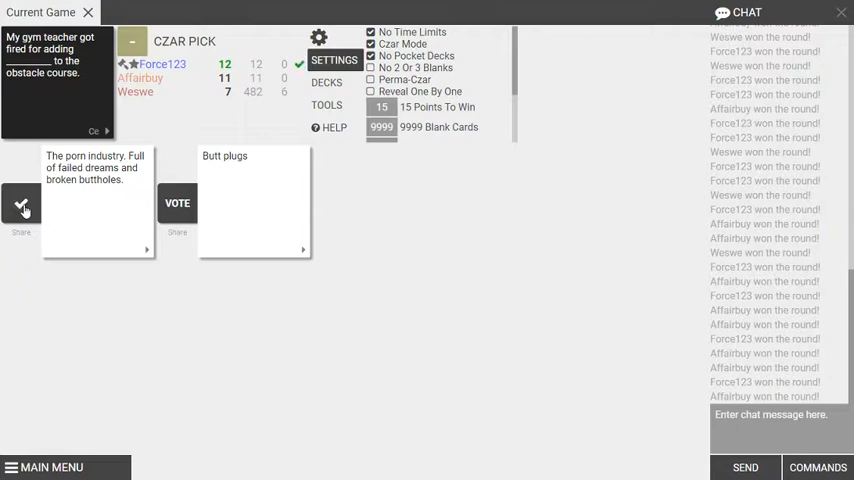 Current Game
My gym teacher got
fired for adding
__________ to the
obstacle course.
Ce
-
CZAR PICK
Force123 12 12 0
Affairbuy 11 11 0
Weswe 7 482 6
SETTINGS
DECKS
TOOLS
HELP
No Time Limits
Czar Mode
No Pocket Decks
No 2 Or 3 Blanks
Perma-Czar
Reveal One By One
15 15 Points To Win
9999 9999 Blank Cards
Share
The porn industry. Full
of failed dreams and
broken buttholes.
VOTE
Share
Butt plugs
MAIN MENU
CHAT
Weswe won the round!
Force123 won the round!
Weswe won the round!
Force123 won the round!
Force123 won the round!
Affairbuy won the round!
Force123 won the round!
Force123 won the round!
Weswe won the round!
Force123 won the round!
Force123 won the round!
Weswe won the round!
Force123 won the round!
Affairbuy won the round!
Affairbuy won the round!
Weswe won the round!
Force123 won the round!
Affairbuy won the round!
Force123 won the round!
Affairbuy won the round!
Affairbuy won the round!
Force123 won the round!
Affairbuy won the round!
Affairbuy won the round!
Force123 won the round!
Affairbuy won the round!
Enter chat message here.
SEND
COMMANDS